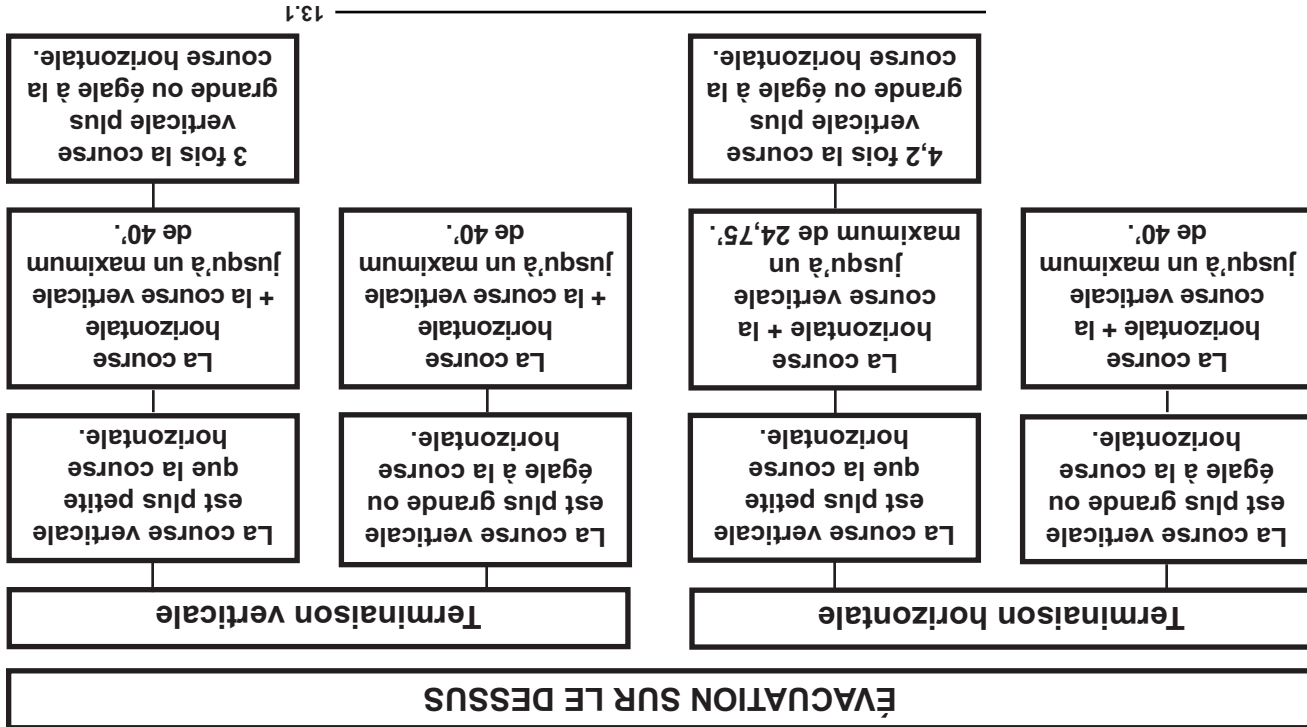 ÉVACUATION SUR LE DESSUS
Terminaison horizontale
La course verticale
est plus grande ou
égale à la course
horizontale.
La course
horizontale + la
course verticale
jusqu'à un maximum
de 40'.
La course verticale
est plus petite
que la course
horizontale.
La course
horizontale + la
course verticale
jusqu'à un
maximum de 24,75'.
4,2 fois la course
verticale plus
grande ou égale à la
course horizontale.
Terminaison verticale
La course verticale
est plus grande ou
égale à la course
horizontale.
La course
horizontale
+ la course verticale
jusqu'à un maximum
de 40'.
La course verticale
est plus petite
que la course
horizontale.
La course
horizontale
+ la course verticale
jusqu'à un maximum
de 40'.
3 fois la course
verticale plus
grande ou égale à la
course horizontale.
13.1